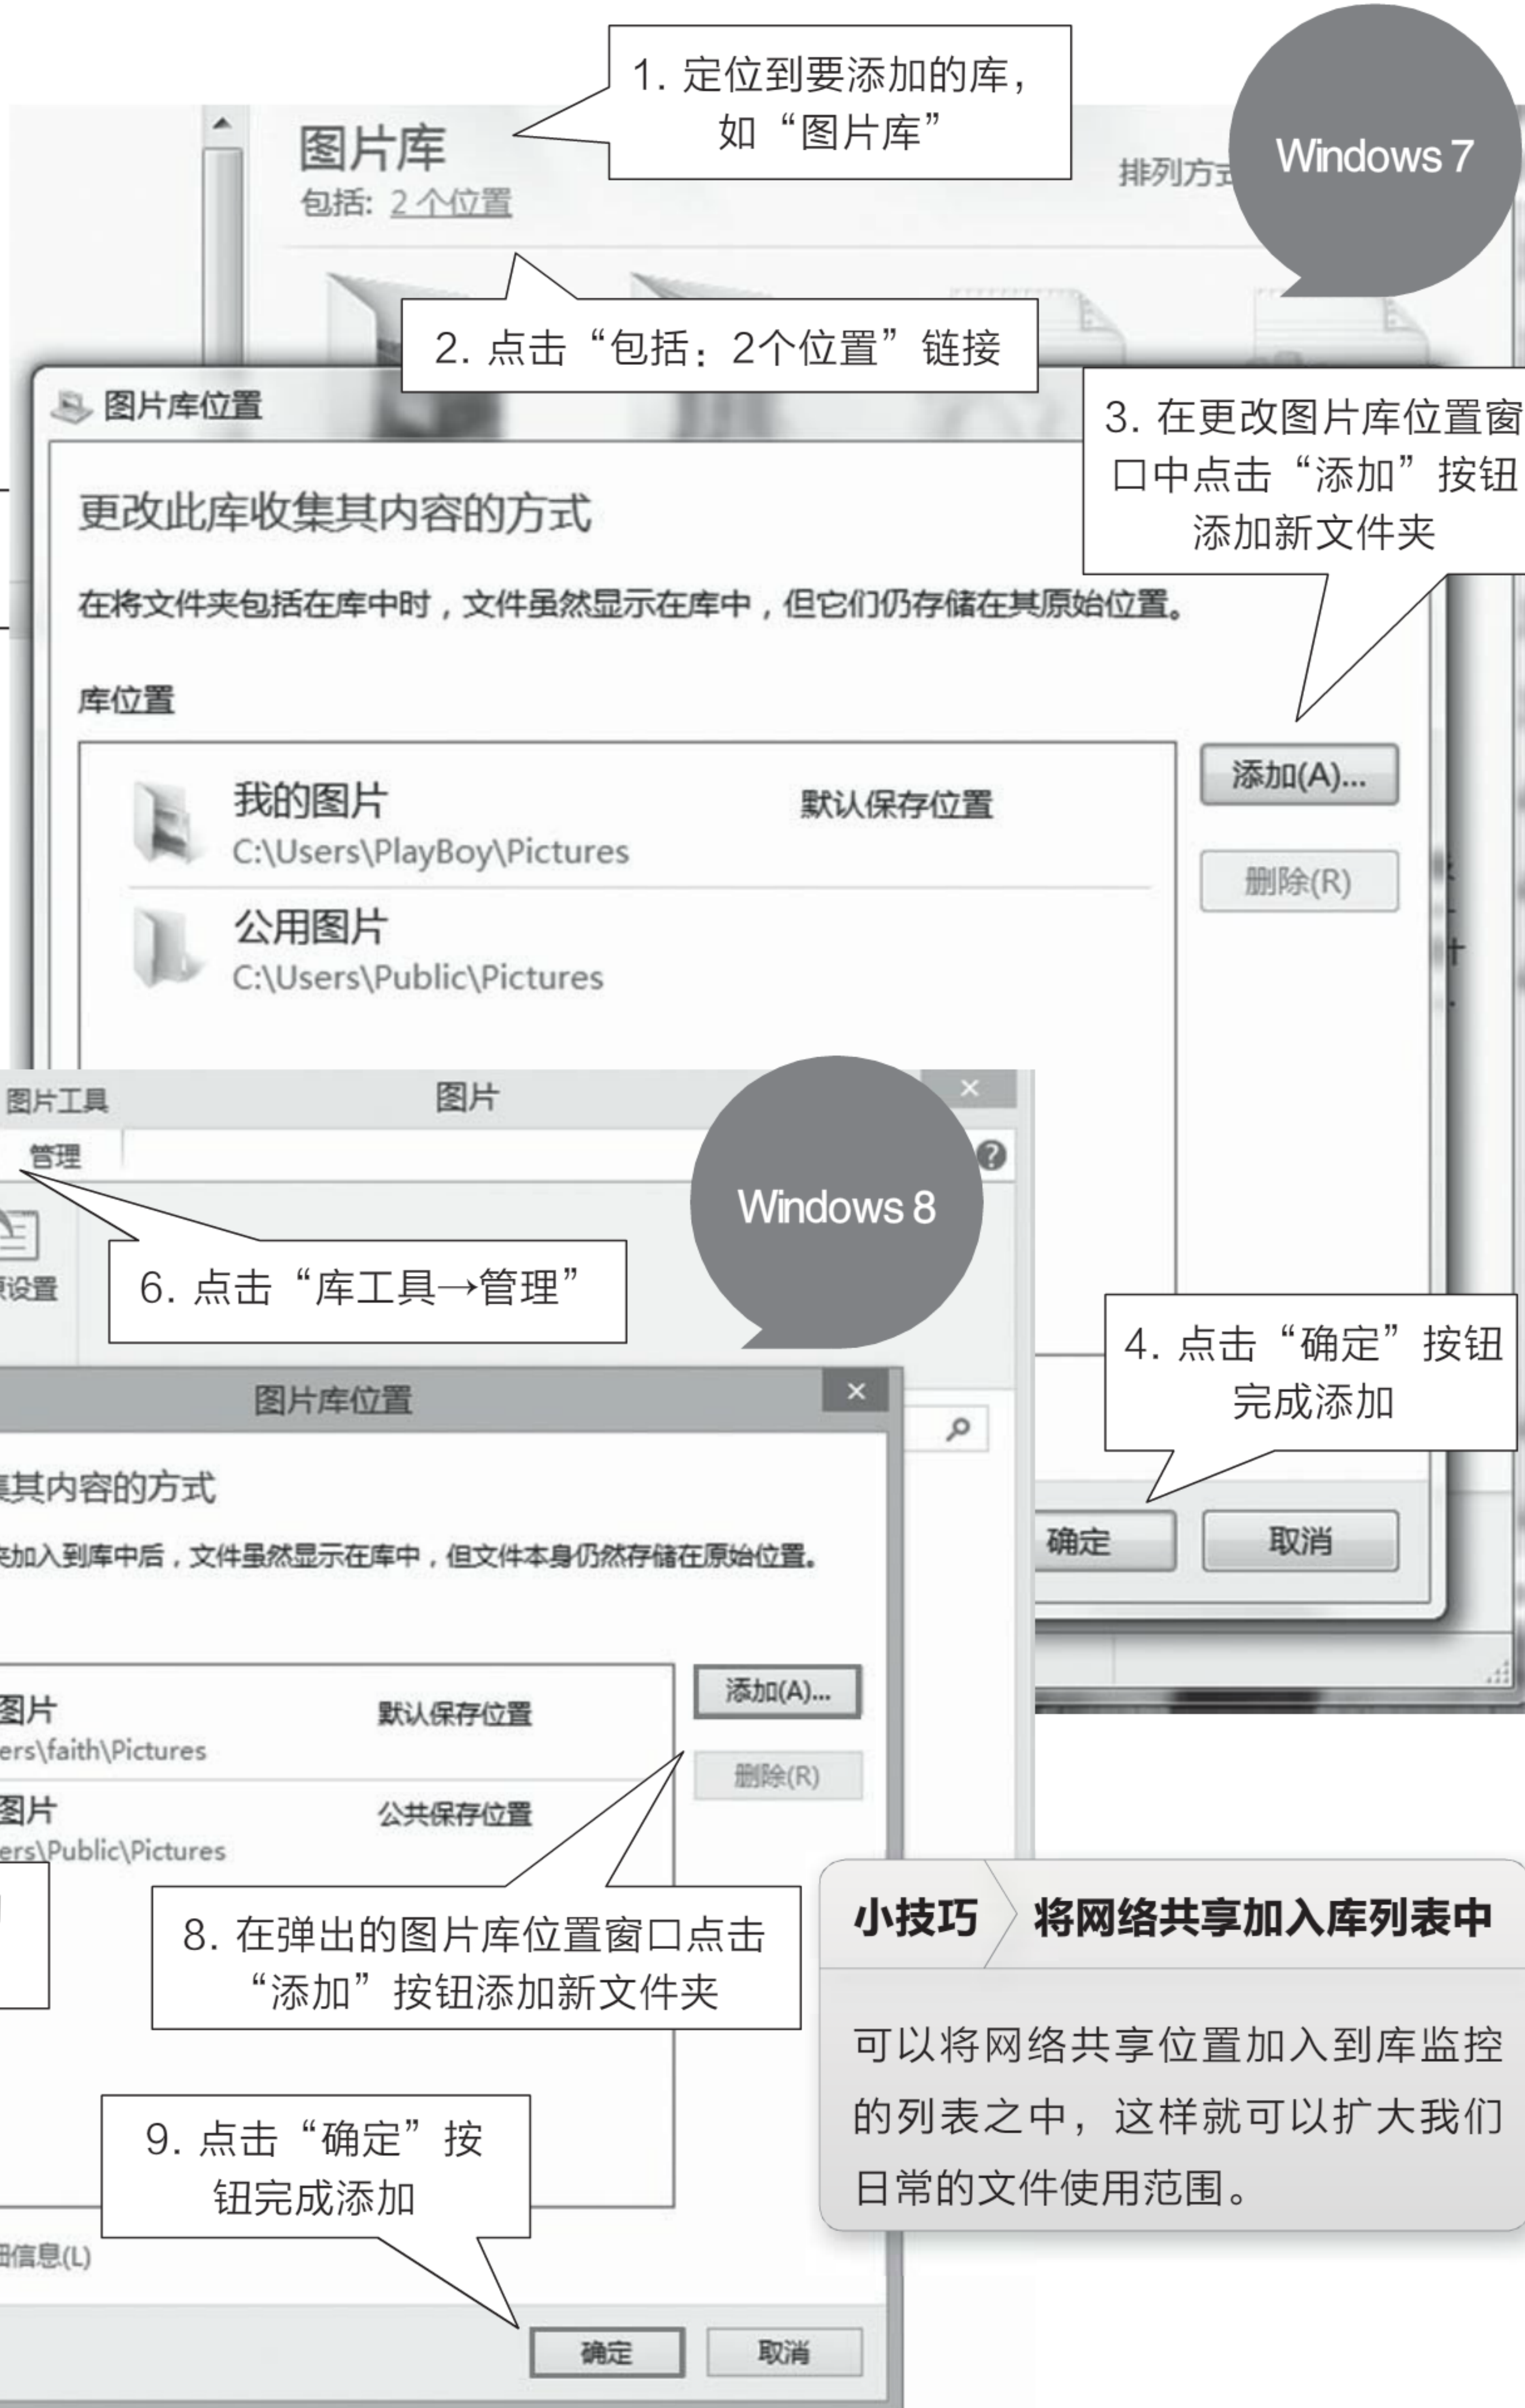 1. 定位到要添加的库，
如“图片库”
Windows 7
图片库
包括: 2 个位置
排列方式
2. 点击“包括：2个位置”链接
图片库位置
3. 在更改图片库位置窗
口中点击“添加”按钮
添加新文件夹
更改此库收集其内容的方式
在将文件夹包括在库中时，文件虽然显示在库中，但它们仍存储在其原始位置。
库位置
我的图片
默认保存位置
C:\Users\PlayBoy\Pictures
公用图片
C:\Users\Public\Pictures
添加(A)...
删除(R)
4. 点击“确定”按钮
完成添加
确定
取消
图片工具
图片
管理
Windows 8
设置
6. 点击“库工具→管理”
图片库位置
其内容的方式
加入到库中后，文件虽然显示在库中，但文件本身仍然存储在原始位置。
图片
默认保存位置
ers\faith\Pictures
图片
公共保存位置
ers\Public\Pictures
添加(A)...
删除(R)
8. 在弹出的图片库位置窗口点击
“添加”按钮添加新文件夹
9. 点击“确定”按
钮完成添加
信息(L)
确定
取消
小技巧
将网络共享加入库列表中
可以将网络共享位置加入到库监控
的列表之中，这样就可以扩大我们
日常的文件使用范围。